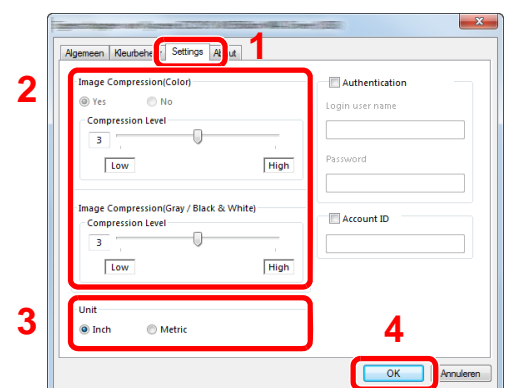 1
Algemeen Kleurbehe Settings About
2
Image Compression(Color)
Yes No
Compression Level
3
Low High
Image Compression(Gray / Black & White)
Compression Level
3
Low High
Authentication
Login user name
Password
Account ID
3
Unit
Inch Metric
4
OK Annuleren